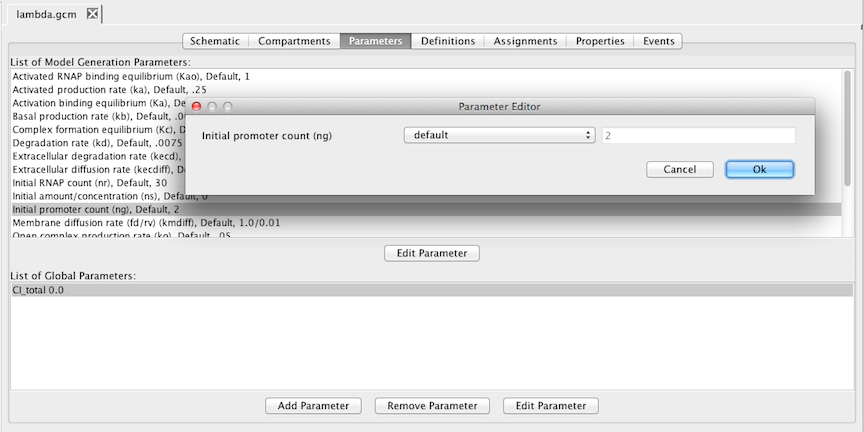 lambda.gcm
Schematic Compartments Parameters Definitions Assignments Properties Events
List of Model Generation Parameters:
Activated RNAP binding equilibrium (Kao), Default, 1
Activated production rate (ka), Default, .25
Activation binding equilibrium (Ka), De
Basal production rate (kb), Default, .00
Complex formation equilibrium (Kc), D
Degradation rate (kd), Default, .0075
Extracellular degradation rate (kecd),
Extracellular diffusion rate (kecdiff), D
Initial RNAP count (nr), Default, 30
Initial amount/concentration (ns), Default, 0
Initial promoter count (ng), Default, 2
Membrane diffusion rate (fd/rv) (kmdiff), Default, 1.0/0.01
Open complex production rate (ko), Default, .05
Parameter Editor
Initial promoter count (ng) default 2
Cancel Ok
Edit Parameter
List of Global Parameters:
CI_total 0.0
Add Parameter Remove Parameter Edit Parameter